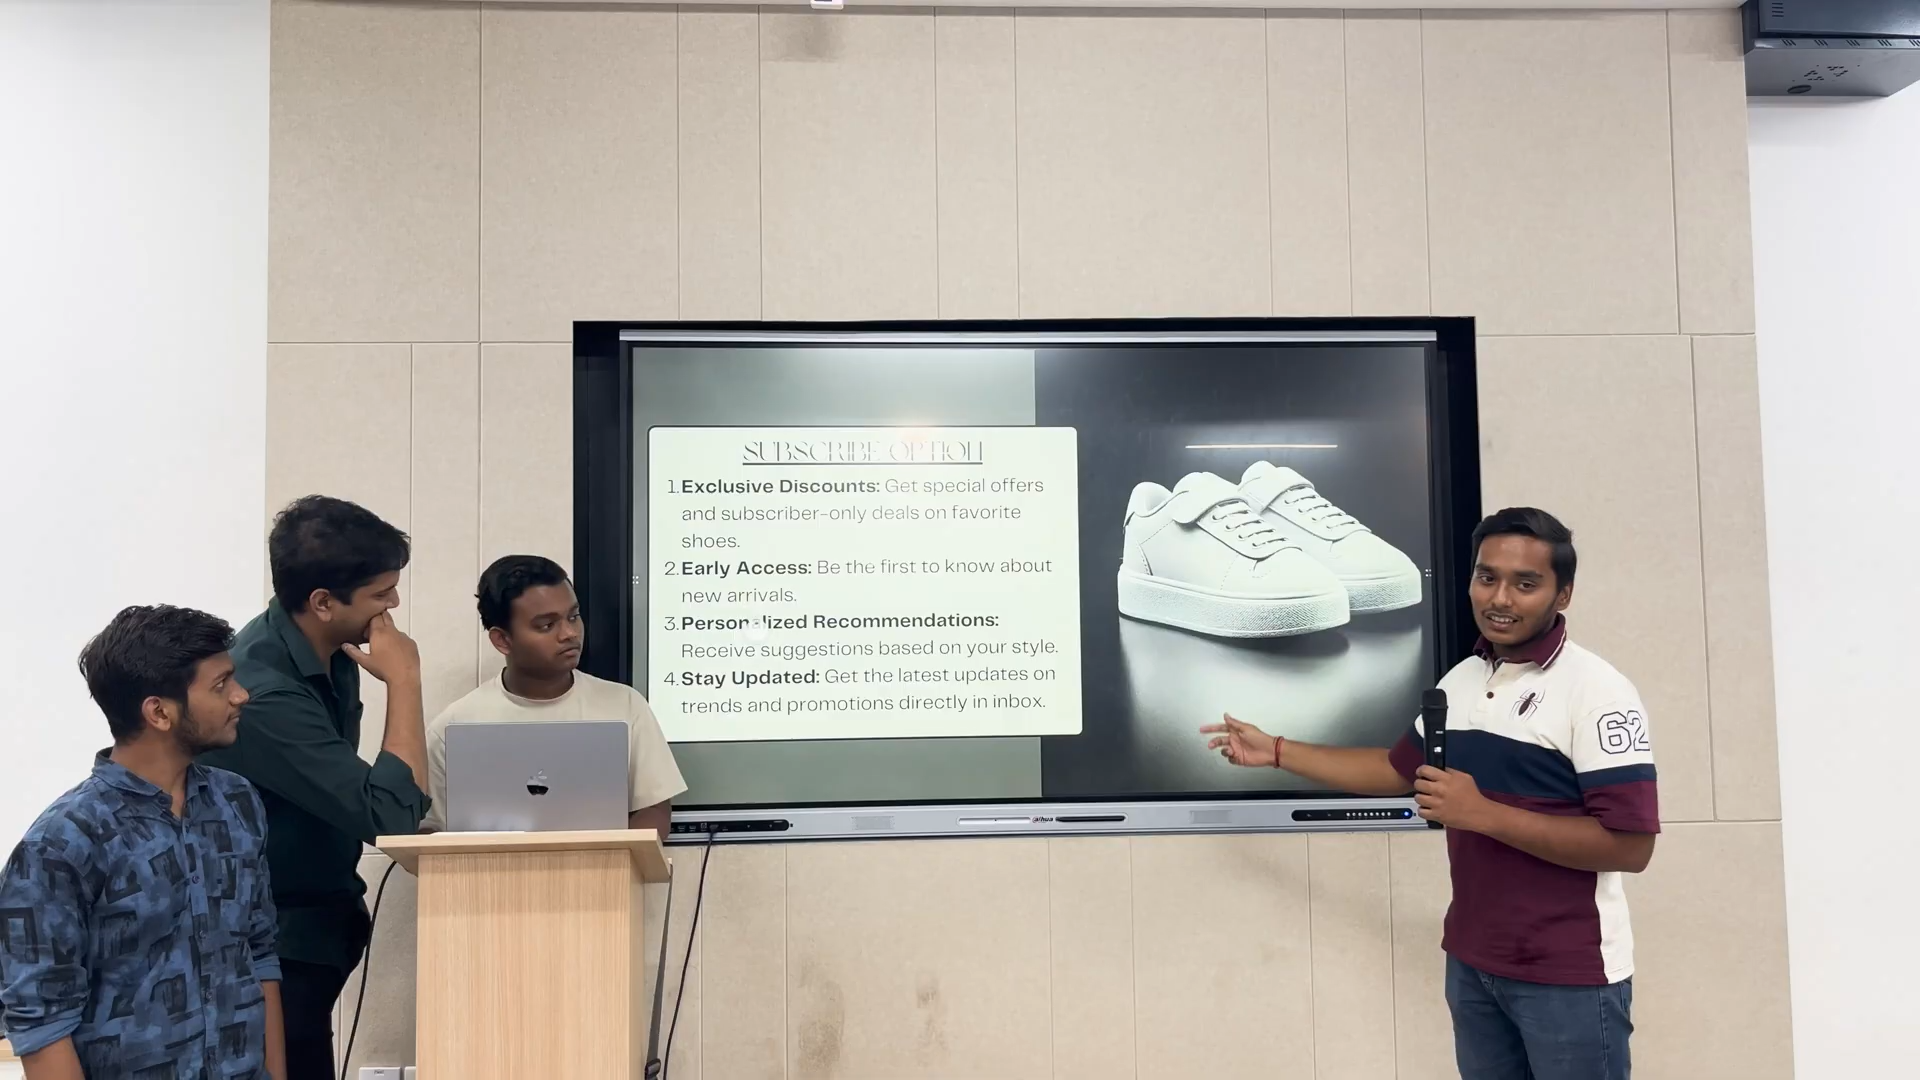 SUBSCRIBE OPTION
1. Exclusive Discounts: Get special offers
and subscriber-only deals on favorite
shoes.
2. Early Access: Be the first to know about
new arrivals.
3. Personalized Recommendations:
Receive suggestions based on your style.
4. Stay Updated: Get the latest updates on
trends and promotions directly in inbox.
62
alhua